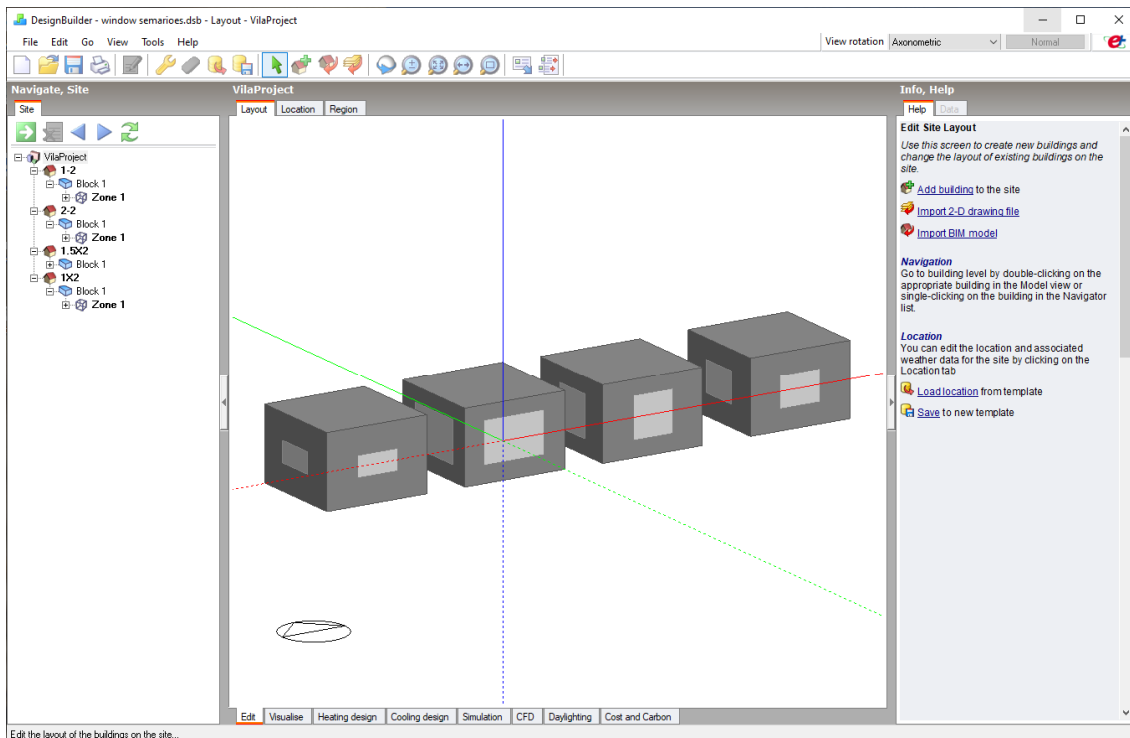 DesignBuilder - window semarioes.dsb - Layout - VilaProject
File Edit Go View Tools Help
View rotation Axonometric Normal
Navigate, Site
Site
VilaProject
1-2
Block 1
Zone 1
2-2
Block 1
Zone 1
1.5X2
Block 1
1X2
Block 1
Zone 1
VilaProject
Layout Location Region
Edit Visualise Heating design Cooling design Simulation CFD Daylighting Cost and Carbon
Info, Help
Help Data
Edit Site Layout
Use this screen to create new buildings and
change the layout of existing buildings on the
site.
Add building to the site
Import 2-D drawing file
Import BIM model
Navigation
Go to building level by double-clicking on the
appropriate building in the Model view or
single-clicking on the building in the Navigator
list.
Location
You can edit the location and associated
weather data for the site by clicking on the
Location tab
Load location from template
Save to new template
Edit the layout of the buildings on the site...